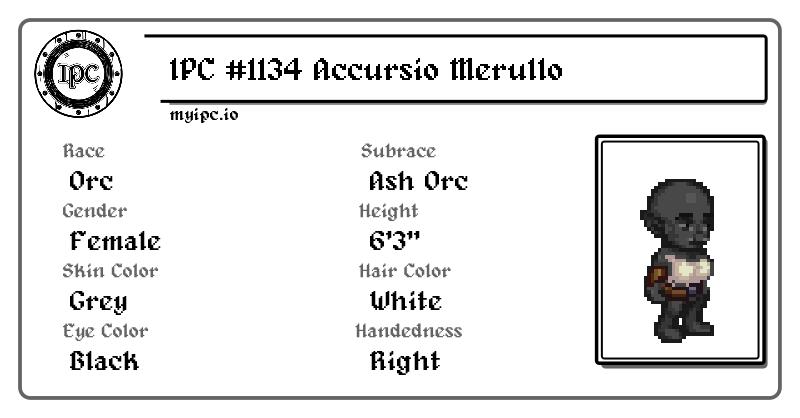 IPC
IPC #1134 Accursio Merullo
myipc.io
Race
Orc
Subrace
Ash Orc
Gender
Female
Height
6'3"
Skin Color
Grey
Hair Color
White
Eye Color
Black
Handedness
Right